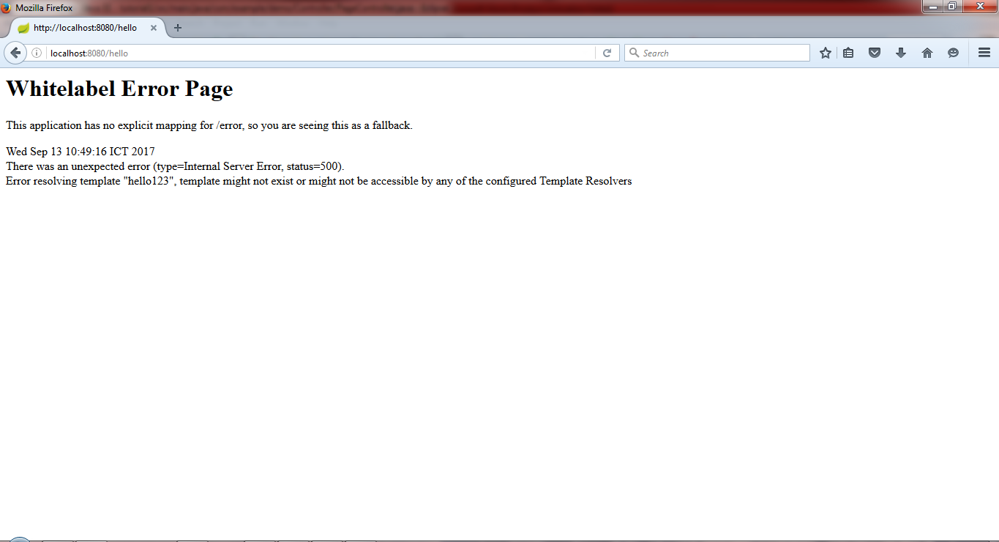 Mozilla Firefox
http://localhost:8080/hello
localhost:8080/hello
Search
Whitelabel Error Page
This application has no explicit mapping for /error, so you are seeing this as a fallback.
Wed Sep 13 10:49:16 ICT 2017
There was an unexpected error (type=Internal Server Error, status=500).
Error resolving template "hello123", template might not exist or might not be accessible by any of the configured Template Resolvers